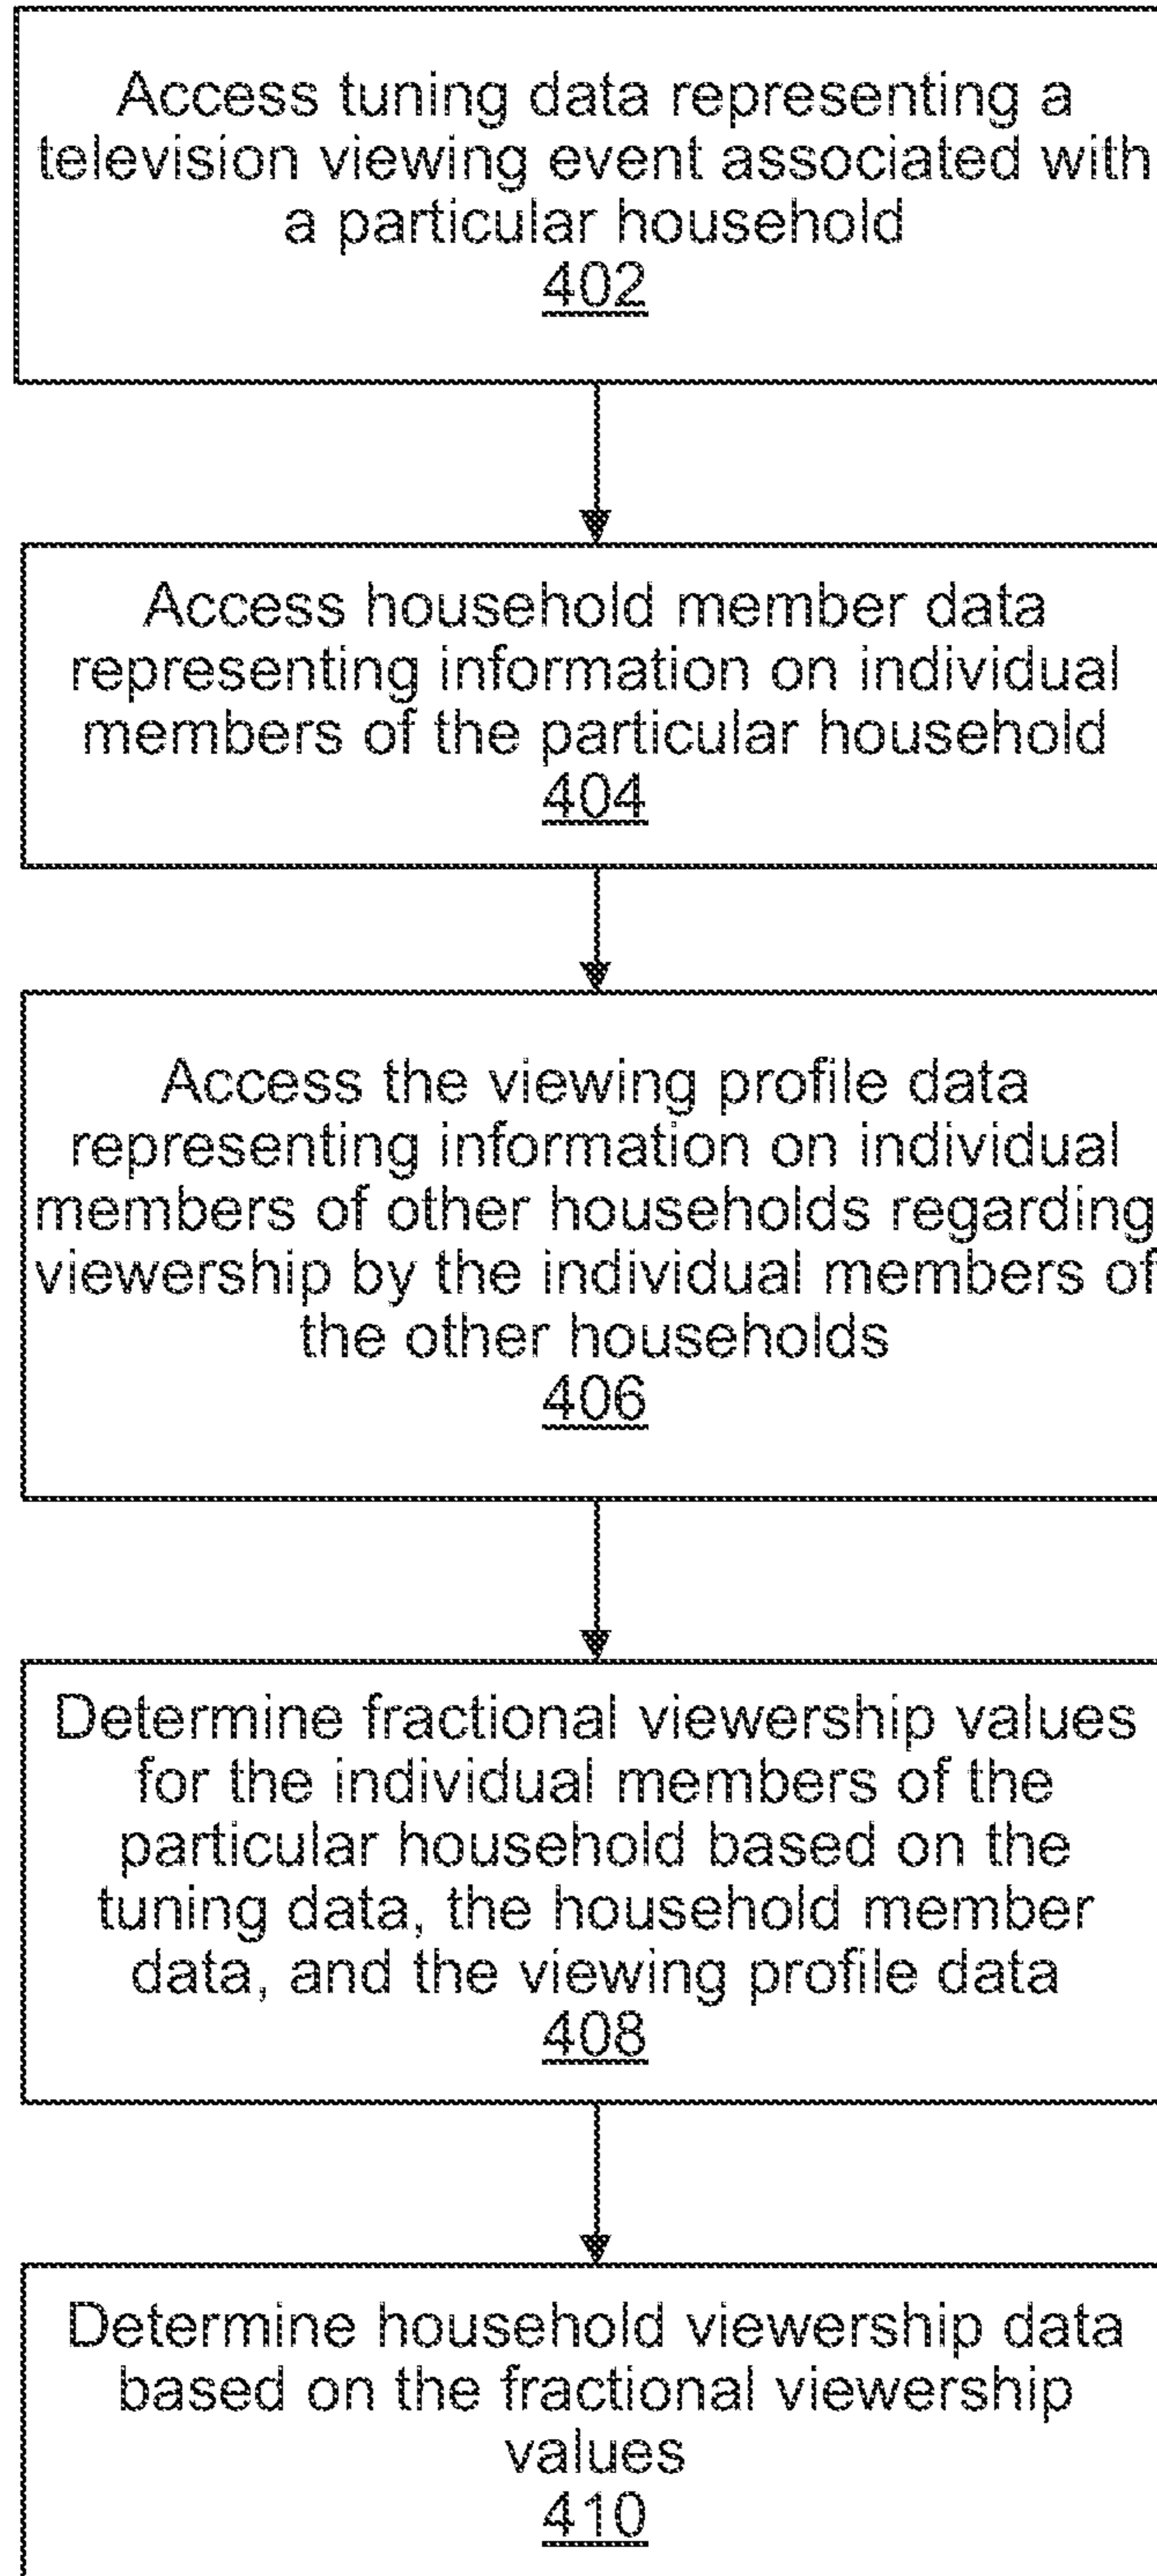 Access tuning data representing a
television viewing event associated with
a particular household
402
Access household member data
representing information on individual
members of the particular household
404
Access the viewing profile data
representing information on individual
members of other households regarding
viewership by the individual members of
the other households
406
Determine fractional viewership values
for the individual members of the
particular household based on the
tuning data, the household member
data, and the viewing profile data
408
Determine household viewership data
based on the fractional viewership
values
410